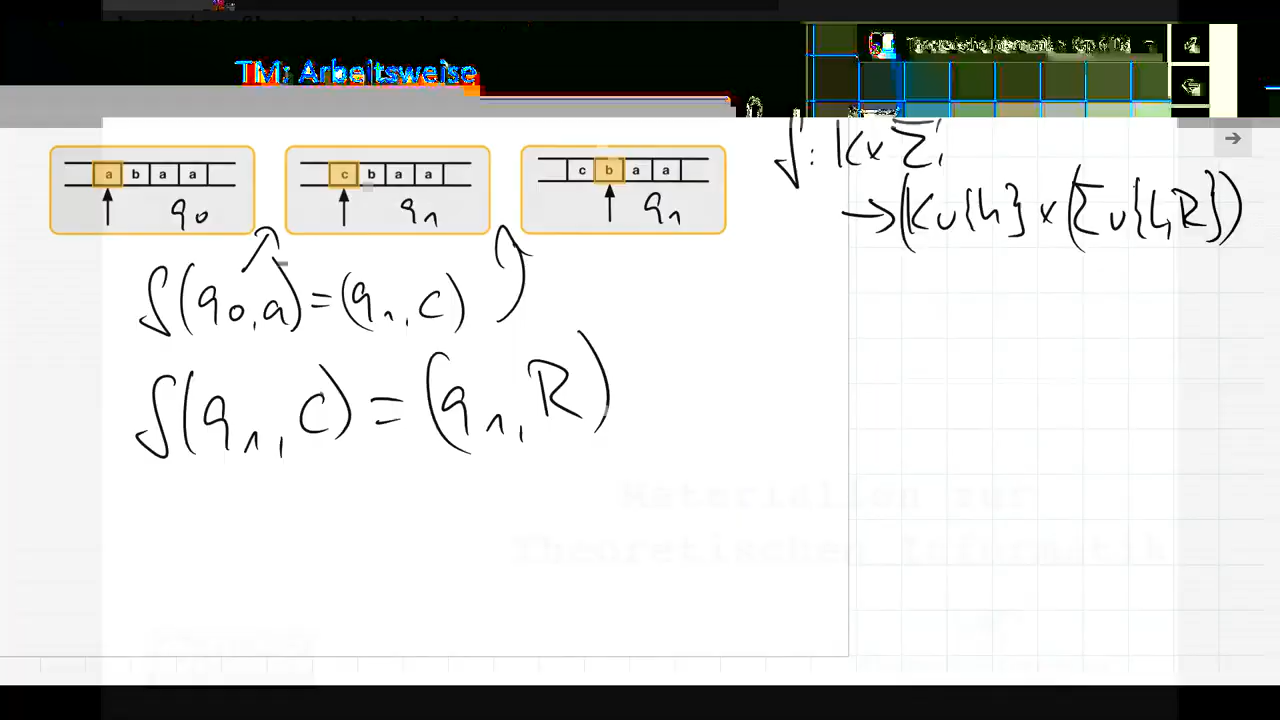 TM: Arbeitsweise
a b a a
q₀
c b a a
q₁
c b a a
q₁
δ: K × Σ
→ (K ∪ {h} × (Σ ∪ {L, R})
δ(q₀, a) = (q₁, c)
δ(q₁, c) = (q₁, R)
Materialien zur
Theoretischen Informatik